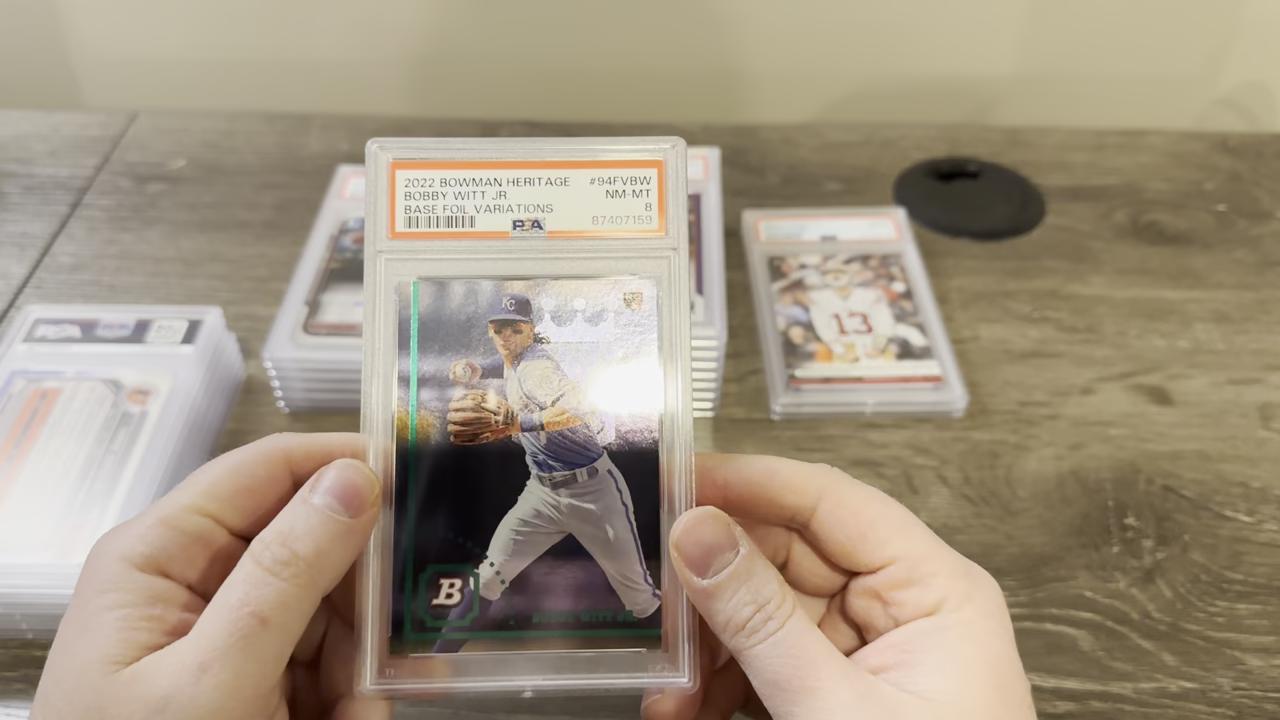 2022 BOWMAN HERITAGE #94FVBW
BOBBY WITT JR. NM-MT
BASE FOIL VARIATIONS 8
PSA 87407159
KC
B
BOBBY WITT JR.
13